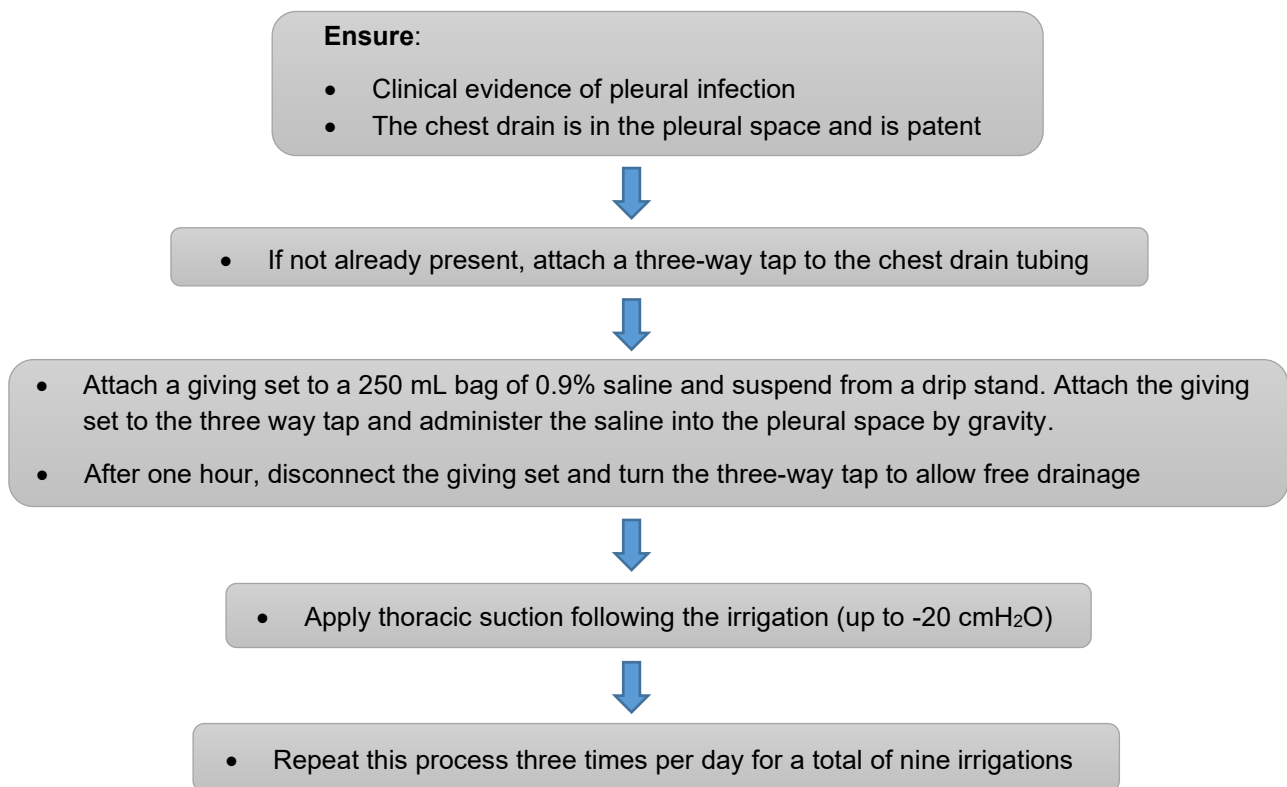 Ensure:
• Clinical evidence of pleural infection
• The chest drain is in the pleural space and is patent
• If not already present, attach a three-way tap to the chest drain tubing
• Attach a giving set to a 250 mL bag of 0.9% saline and suspend from a drip stand. Attach the giving
set to the three way tap and administer the saline into the pleural space by gravity.
• After one hour, disconnect the giving set and turn the three-way tap to allow free drainage
• Apply thoracic suction following the irrigation (up to -20 cmH₂O)
• Repeat this process three times per day for a total of nine irrigations